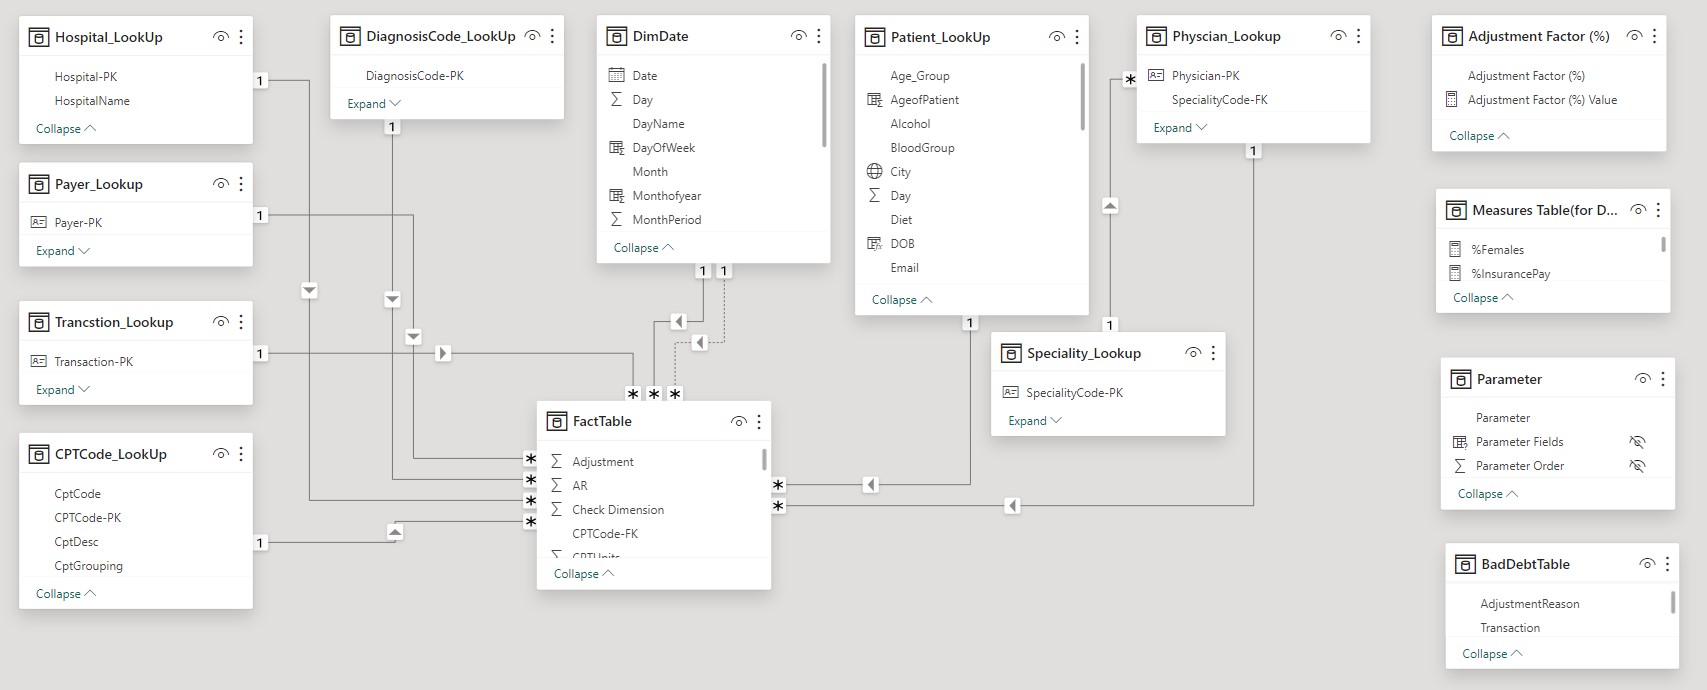 Hospital_LookUp
Hospital-PK
HospitalName
Collapse
Payer_Lookup
Payer-PK
Expand
Trancstion_Lookup
Transaction-PK
Expand
CPTCode_LookUp
CptCode
CPTCode-PK
CptDesc
CptGrouping
Collapse
DiagnosisCode_LookUp
DiagnosisCode-PK
Expand
DimDate
Date
Day
DayName
DayOfWeek
Month
Monthofyear
MonthPeriod
Collapse
FactTable
Adjustment
AR
Check Dimension
CPTCode-FK
CPTUnits
Collapse
Patient_LookUp
Age_Group
AgeofPatient
Alcohol
BloodGroup
City
Day
Diet
DOB
Email
Collapse
Physcian_Lookup
Physician-PK
SpecialityCode-FK
Expand
Speciality_Lookup
SpecialityCode-PK
Expand
Adjustment Factor (%)
Adjustment Factor (%)
Adjustment Factor (%) Value
Collapse
Measures Table(for D...
%Females
%InsurancePay
Collapse
Parameter
Parameter
Parameter Fields
Parameter Order
Collapse
BadDebtTable
AdjustmentReason
Transaction
Collapse
1
1
1
1
1
1
1
1
1
1
*
*
*
*
*
*
*
*
*
*